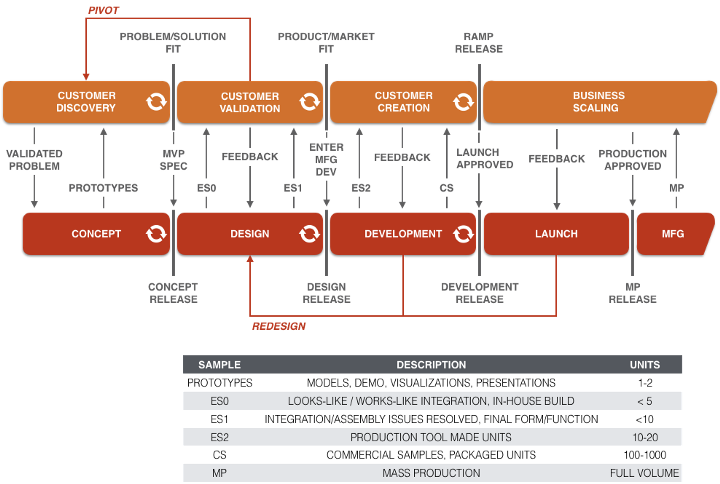 PIVOT
PROBLEM/SOLUTION
FIT
PRODUCT/MARKET
FIT
RAMP
RELEASE
CUSTOMER
DISCOVERY
CUSTOMER
VALIDATION
CUSTOMER
CREATION
BUSINESS
SCALING
VALIDATED
PROBLEM
PROTOTYPES
MVP
SPEC
ES0
FEEDBACK
ES1
ENTER
MFG
DEV
ES2
FEEDBACK
CS
LAUNCH
APPROVED
FEEDBACK
PRODUCTION
APPROVED
MP
CONCEPT
DESIGN
DEVELOPMENT
LAUNCH
MFG
CONCEPT
RELEASE
DESIGN
RELEASE
DEVELOPMENT
RELEASE
MP
RELEASE
REDESIGN
SAMPLE DESCRIPTION UNITS
PROTOTYPES MODELS, DEMO, VISUALIZATIONS, PRESENTATIONS 1-2
ES0 LOOKS-LIKE / WORKS-LIKE INTEGRATION, IN-HOUSE BUILD < 5
ES1 INTEGRATION/ASSEMBLY ISSUES RESOLVED, FINAL FORM/FUNCTION <10
ES2 PRODUCTION TOOL MADE UNITS 10-20
CS COMMERCIAL SAMPLES, PACKAGED UNITS 100-1000
MP MASS PRODUCTION FULL VOLUME